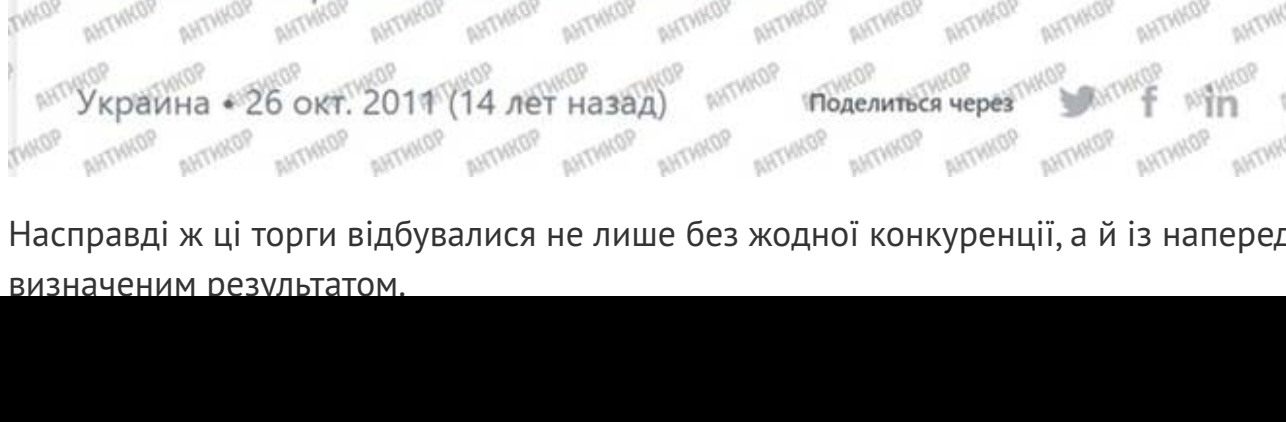 Украина • 26 окт. 2011 (14 лет назад)
Поделиться через
Насправді ж ці торги відбувалися не лише без жодної конкуренції, а й із наперед
визначеним результатом.
АНТИКОР